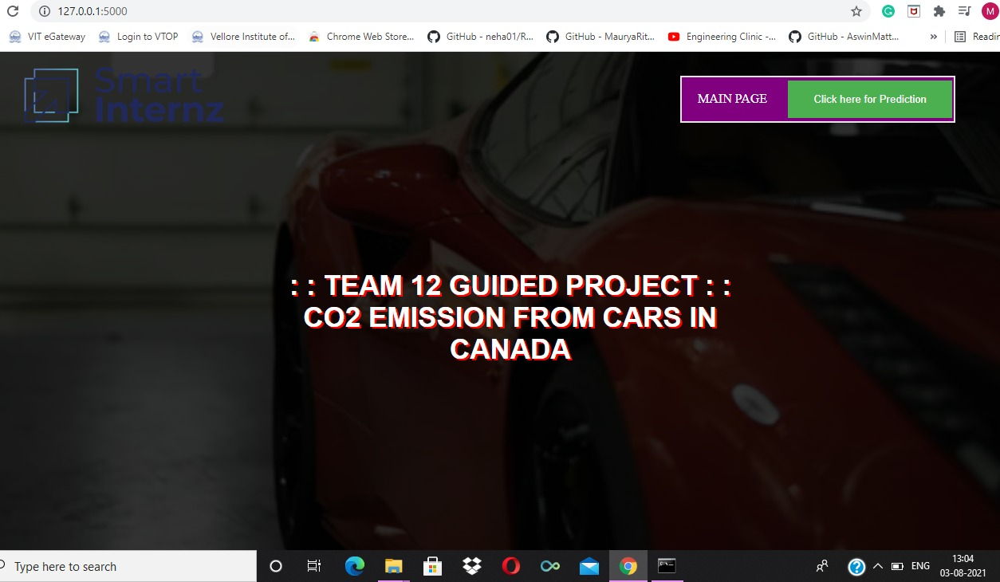 127.0.0.1:5000
M
VIT eGateway
Login to VTOP
Vellore Institute of...
Chrome Web Store...
GitHub - neha01/R...
GitHub - MauryaRit...
Engineering Clinic -...
GitHub - AswinMatt...
»
Smart
Internz
MAIN PAGE
Click here for Prediction
: : TEAM 12 GUIDED PROJECT : :
CO2 EMISSION FROM CARS IN
CANADA
Type here to search
ENG
13:04
03-08-2021